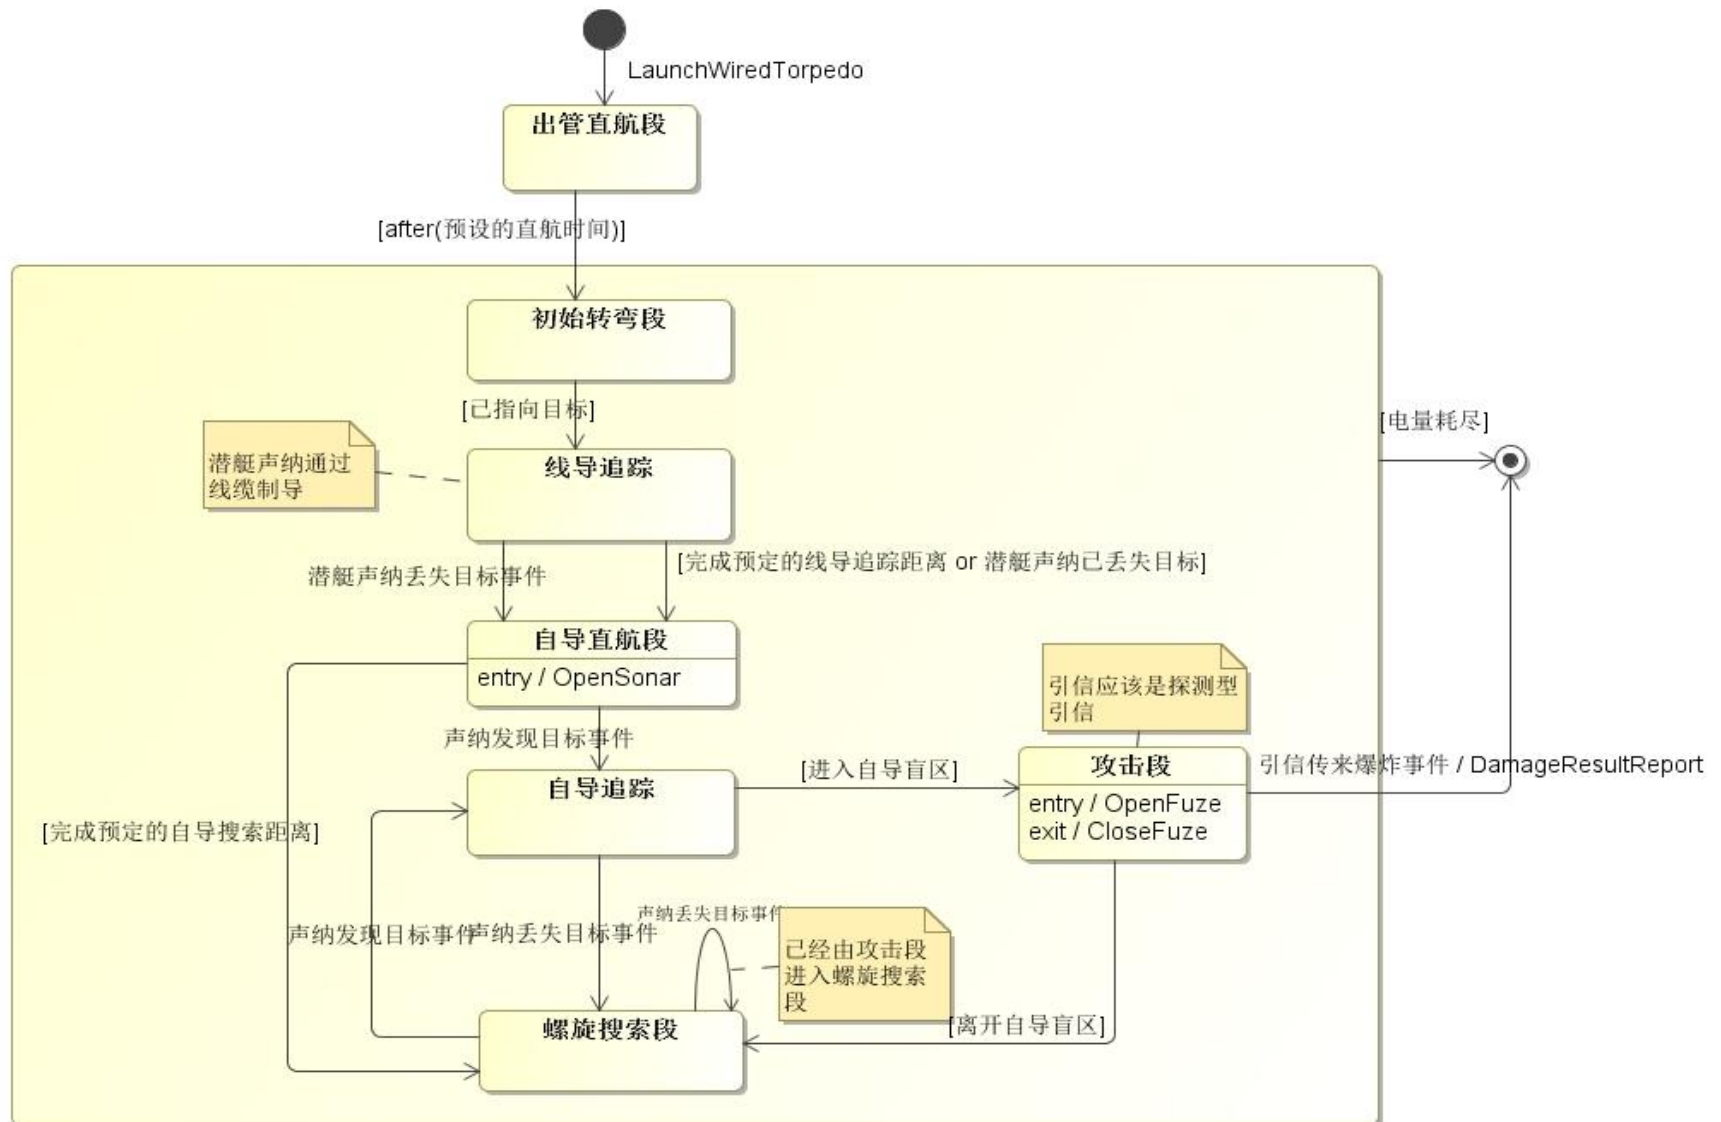 LaunchWiredTorpedo
出管直航段
[after(预设的直航时间)]
初始转弯段
[已指向目标]
[电量耗尽]
潜艇声纳通过
线缆制导
线导追踪
[完成预定的线导追踪距离 or 潜艇声纳已丢失目标]
潜艇声纳丢失目标事件
自导直航段
entry / OpenSonar
引信应该是探测型
引信
声纳发现目标事件
[进入自导盲区]
攻击段
引信传来爆炸事件 / DamageResultReport
entry / OpenFuze
exit / CloseFuze
自导追踪
[完成预定的自导搜索距离]
声纳发现目标事件
声纳丢失目标事件
声纳丢失目标事件
已经由攻击段
进入螺旋搜索
段
[离开自导盲区]
螺旋搜索段